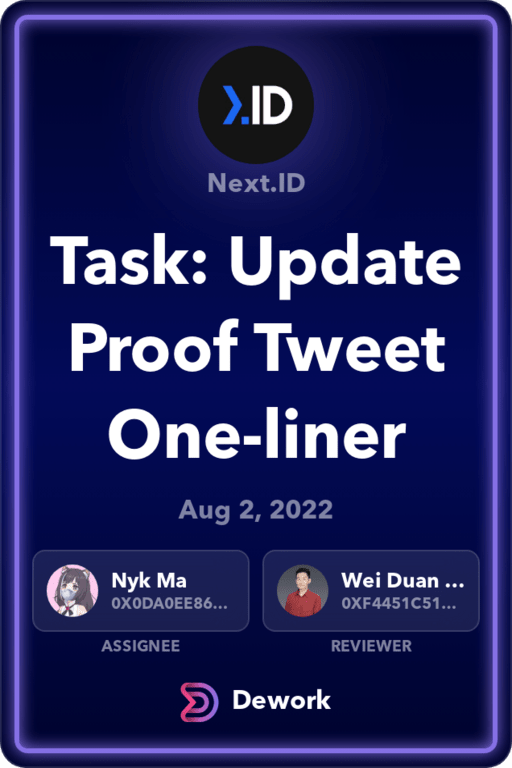 .ID
Next.ID
Task: Update
Proof Tweet
One-liner
Aug 2, 2022
Nyk Ma
0X0DA0EE86...
ASSIGNEE
Wei Duan ...
0XF4451C51...
REVIEWER
Dework